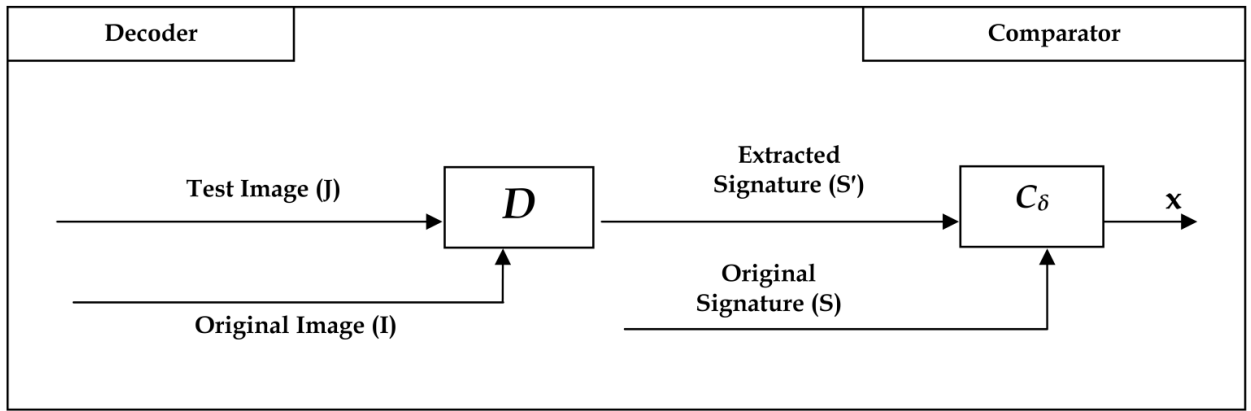 Decoder
Comparator
Test Image (J)
D
Original Image (I)
Extracted
Signature (S′)
Original
Signature (S)
Cδ
x